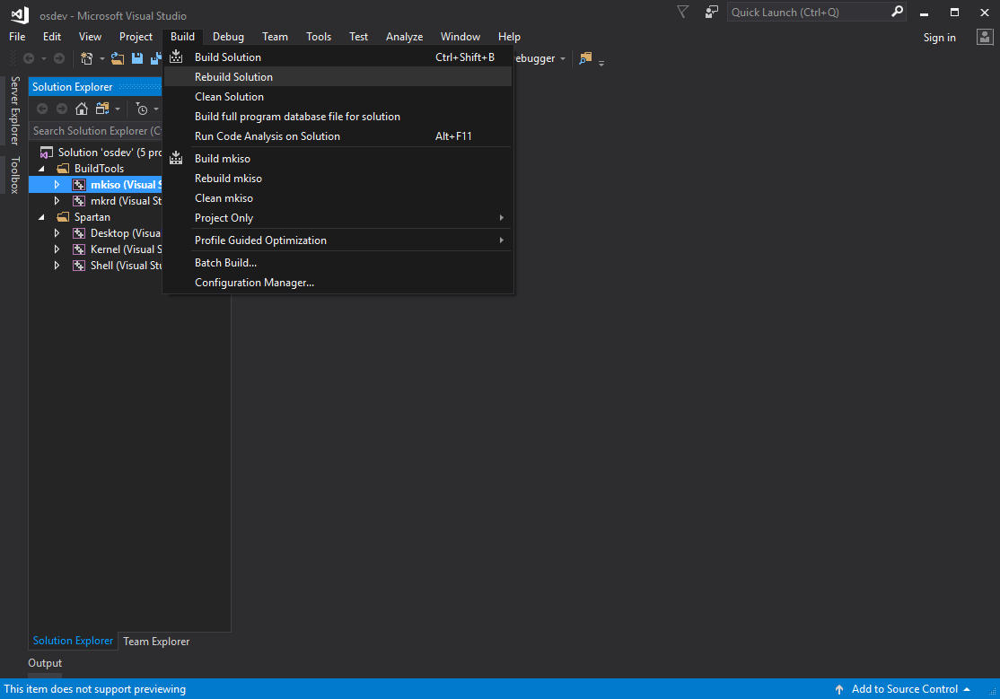 osdev - Microsoft Visual Studio
Quick Launch (Ctrl+Q)
File Edit View Project Build Debug Team Tools Test Analyze Window Help
Sign in
Build Solution Ctrl+Shift+B
ebugger
Rebuild Solution
Clean Solution
Build full program database file for solution
Run Code Analysis on Solution Alt+F11
Build mkiso
Rebuild mkiso
Clean mkiso
Project Only
Profile Guided Optimization
Batch Build...
Configuration Manager...
Server Explorer
Toolbox
Solution Explorer
Search Solution Explorer (C
Solution 'osdev' (5 pro
BuildTools
mkiso (Visual S
mkrd (Visual St
Spartan
Desktop (Visua
Kernel (Visual S
Shell (Visual Stu
Solution Explorer Team Explorer
Output
This item does not support previewing
Add to Source Control